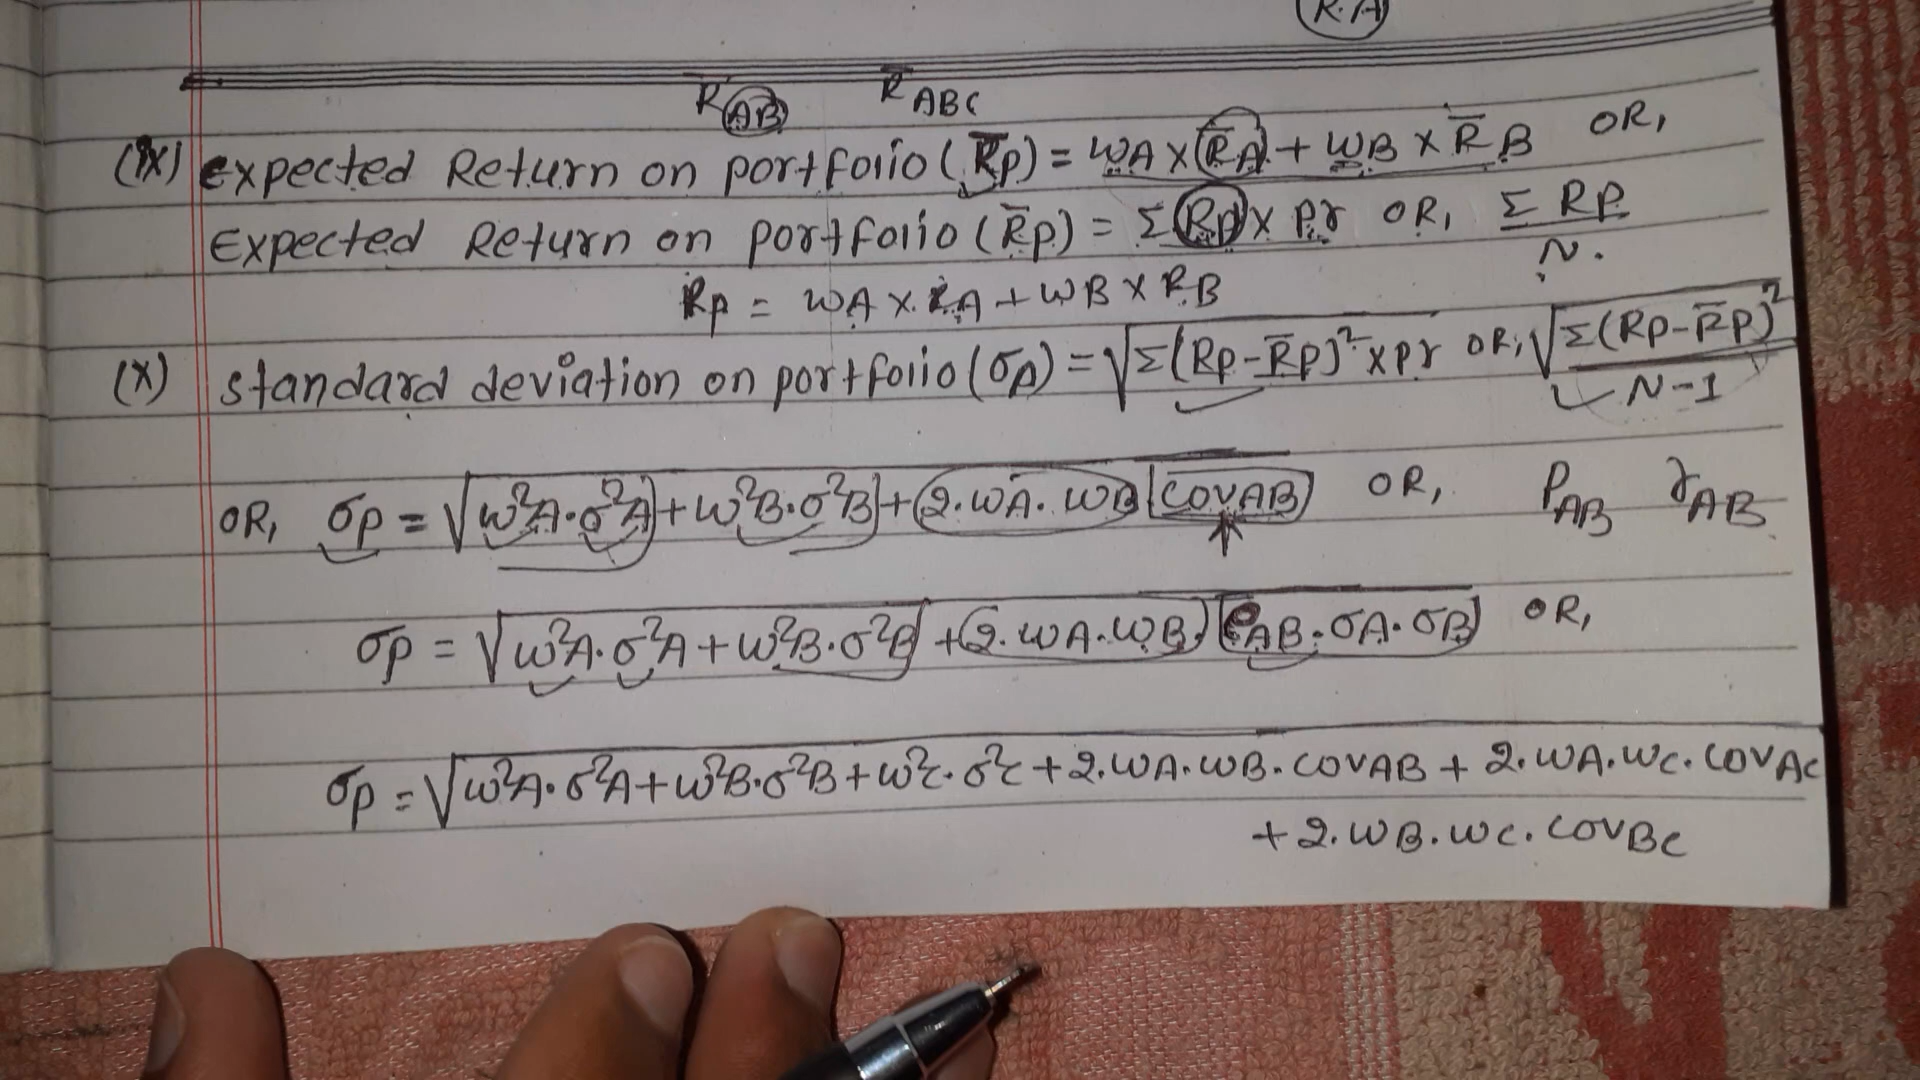 R.A
R̅AB R̅ABC
(ix) Expected Return on portfolio (R̅p) = WA × R̅A + WB × R̅B OR,
Expected Return on portfolio (R̅p) = Σ Rp × Pr OR, Σ RP / N.
Rp = WA × RA + WB × RB
(X) standard deviation on portfolio (σp) = √Σ(Rp - R̅p)² × Pr OR, √Σ(Rp - R̅p)² / N-1
OR, σp = √w²A·σ²A + w²B·σ²B + 2·WA·WB COVAB OR, PAB rAB
σp = √w²A·σ²A + w²B·σ²B + 2·WA·WB·ρAB·σA·σB OR,
σp = √w²A·σ²A + w²B·σ²B + w²c·σ²c + 2·WA·WB·COVAB + 2·WA·WC·COVAC
+ 2·WB·WC·COVBC